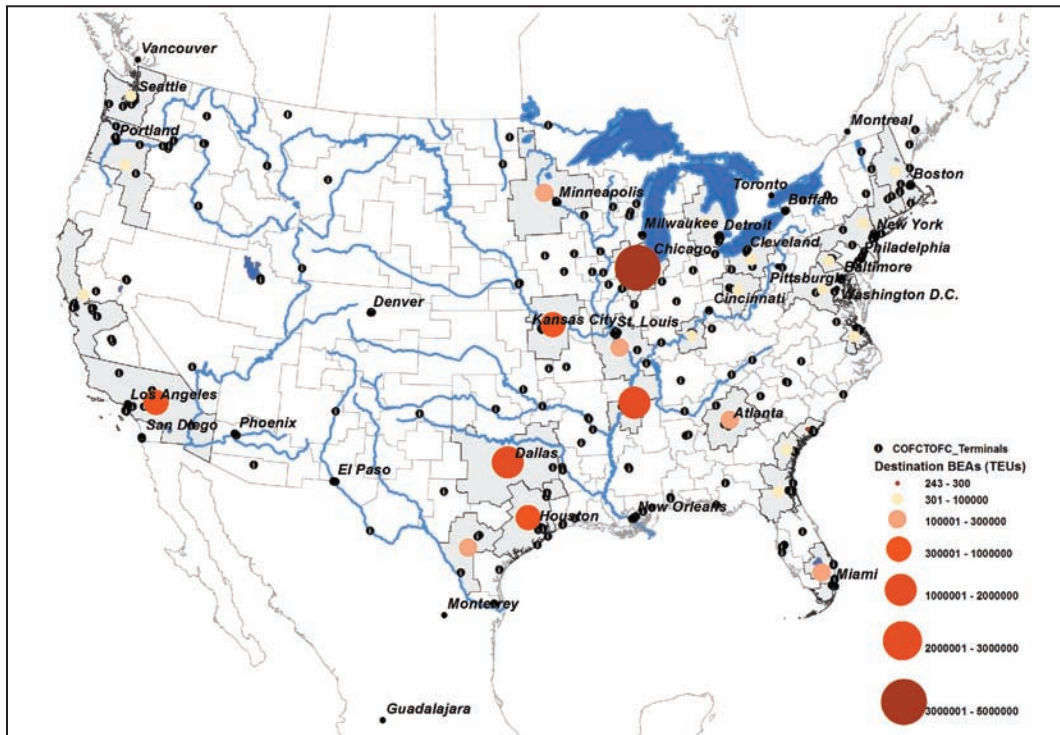 Vancouver
Seattle
Portland
Montreal
Boston
Minneapolis
Toronto
Buffalo
Milwaukee
Detroit
New York
Chicago
Cleveland
Philadelphia
Pittsburgh
Baltimore
Cincinnati
Washington D.C.
Denver
Kansas City
St. Louis
Los Angeles
San Diego
Phoenix
Atlanta
El Paso
Dallas
Houston
New Orleans
Miami
Monterrey
Guadalajara
COFCTOFC_Terminals
Destination BEAs (TEUs)
243 - 300
301 - 100000
100001 - 300000
300001 - 1000000
1000001 - 2000000
2000001 - 3000000
3000001 - 5000000